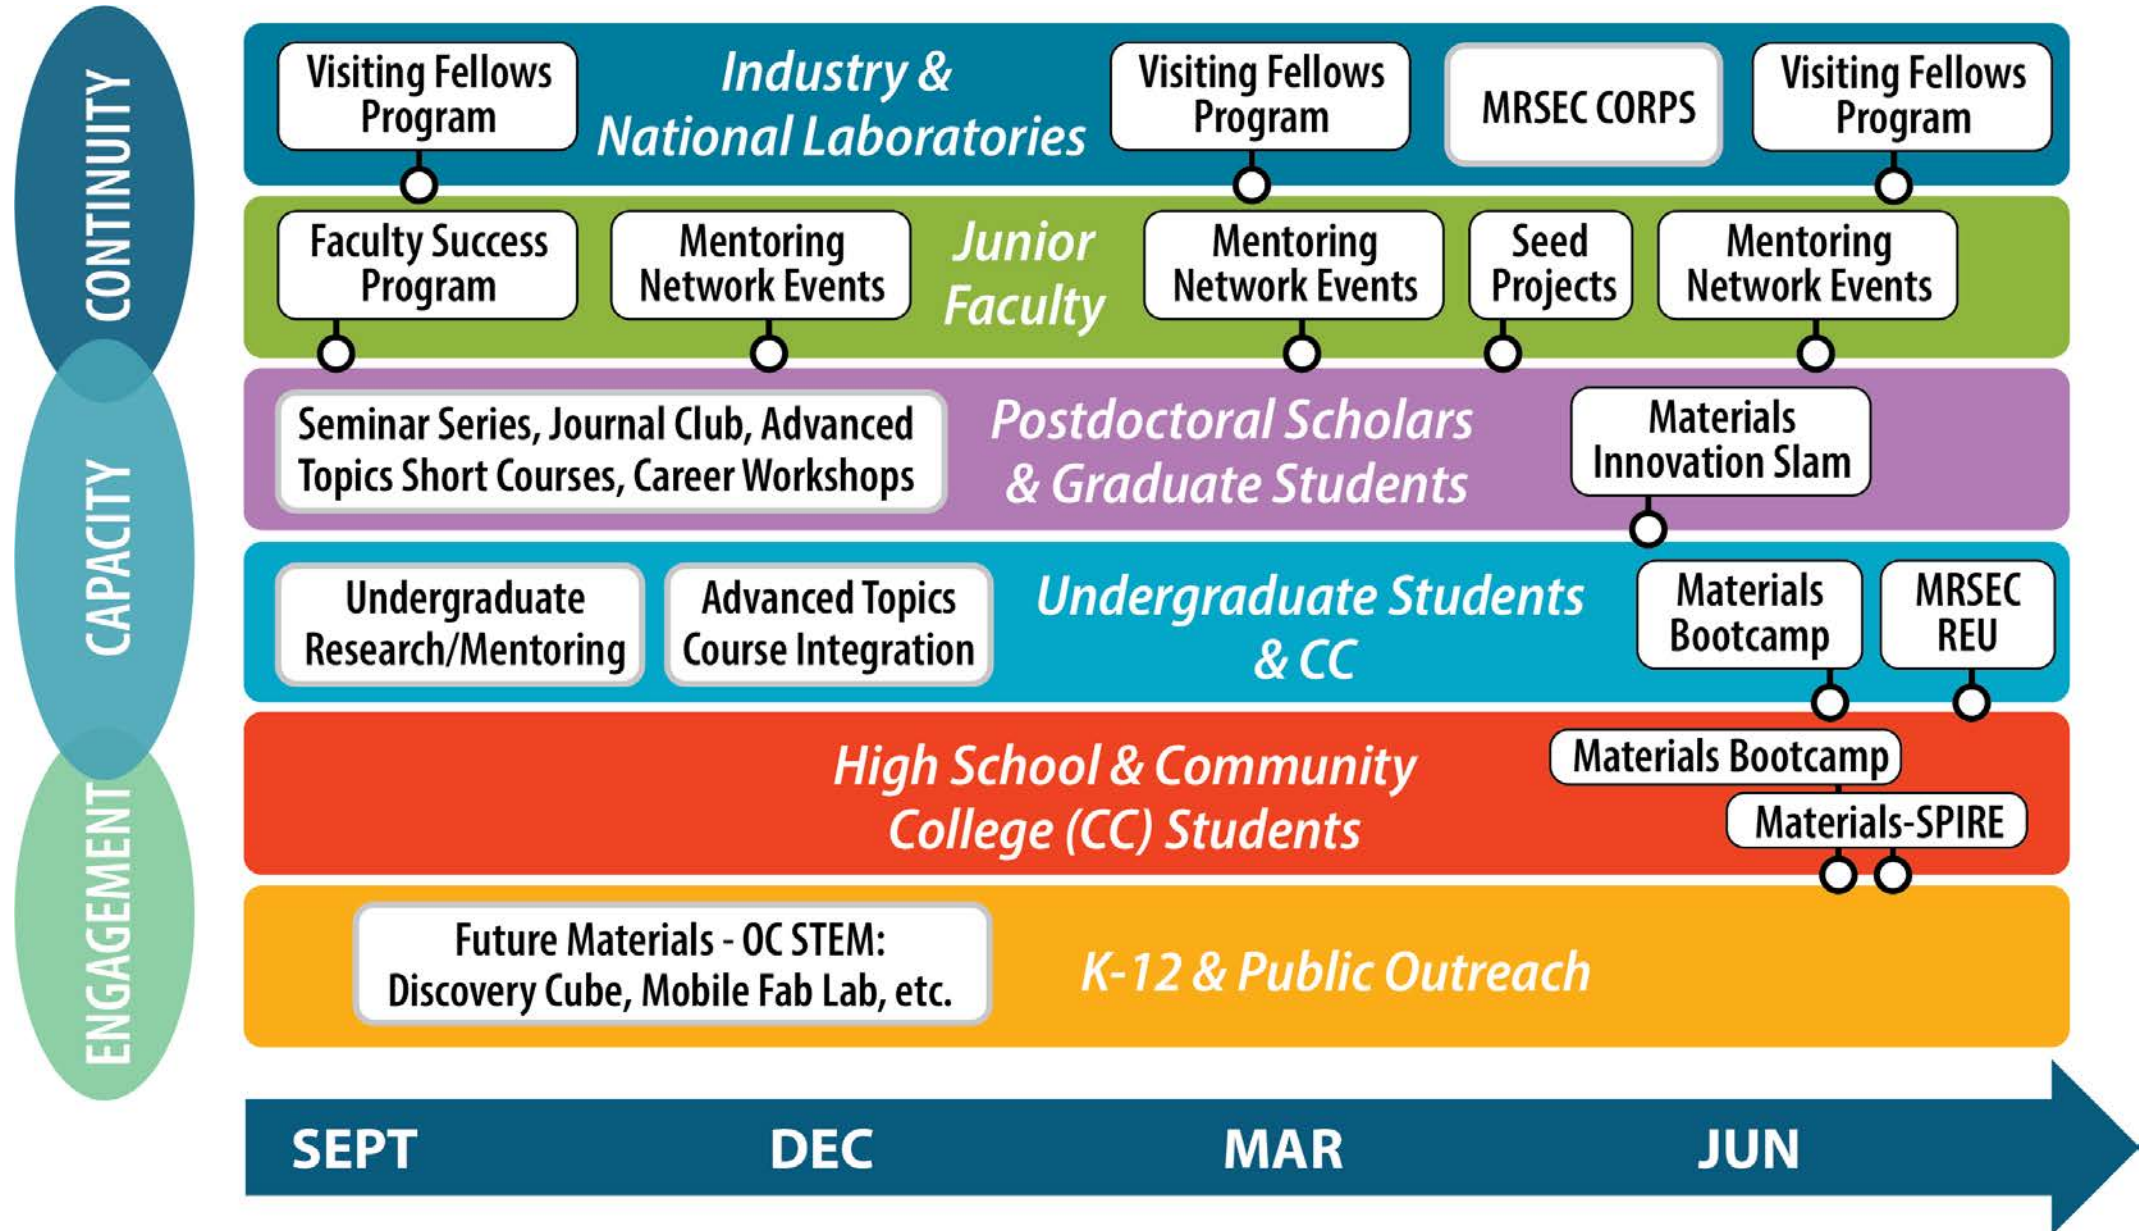 CONTINUITY
CAPACITY
ENGAGEMENT
Visiting Fellows
Program
Industry &
National Laboratories
Visiting Fellows
Program
MRSEC CORPS
Visiting Fellows
Program
Faculty Success
Program
Mentoring
Network Events
Junior
Faculty
Mentoring
Network Events
Seed
Projects
Mentoring
Network Events
Seminar Series, Journal Club, Advanced
Topics Short Courses, Career Workshops
Postdoctoral Scholars
& Graduate Students
Materials
Innovation Slam
Undergraduate
Research/Mentoring
Advanced Topics
Course Integration
Undergraduate Students
& CC
Materials
Bootcamp
MRSEC
REU
High School & Community
College (CC) Students
Materials Bootcamp
Materials-SPIRE
Future Materials - OC STEM:
Discovery Cube, Mobile Fab Lab, etc.
K-12 & Public Outreach
SEPT
DEC
MAR
JUN